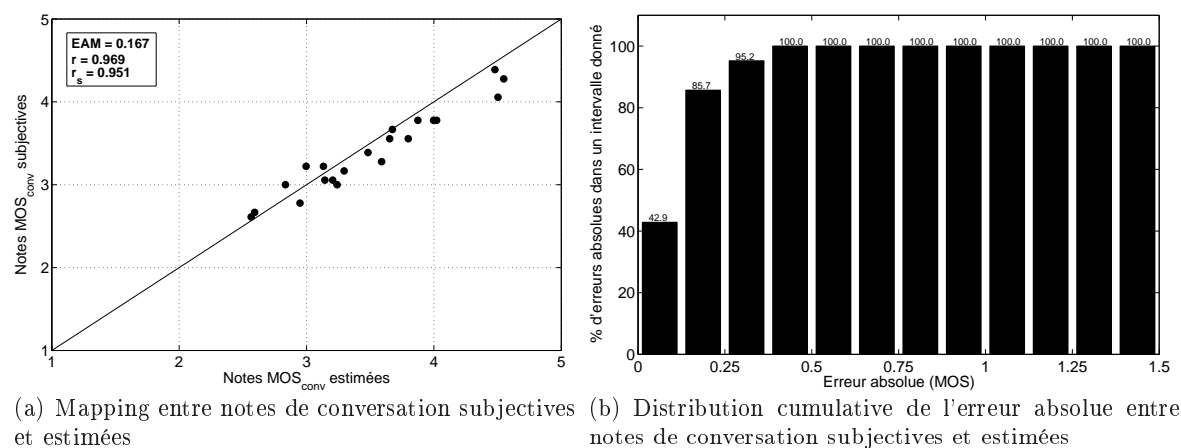 EAM = 0.167
r = 0.969
r_s = 0.951
5
4
3
2
1
1 2 3 4 5
Notes MOS_conv subjectives
Notes MOS_conv estimées
(a) Mapping entre notes de conversation subjectives
et estimées
100
80
60
40
20
0
42.9
85.7
95.2
100.0 100.0 100.0 100.0 100.0 100.0 100.0 100.0 100.0
0 0.25 0.5 0.75 1 1.25 1.5
% d'erreurs absolues dans un intervalle donné
Erreur absolue (MOS)
(b) Distribution cumulative de l'erreur absolue entre
notes de conversation subjectives et estimées